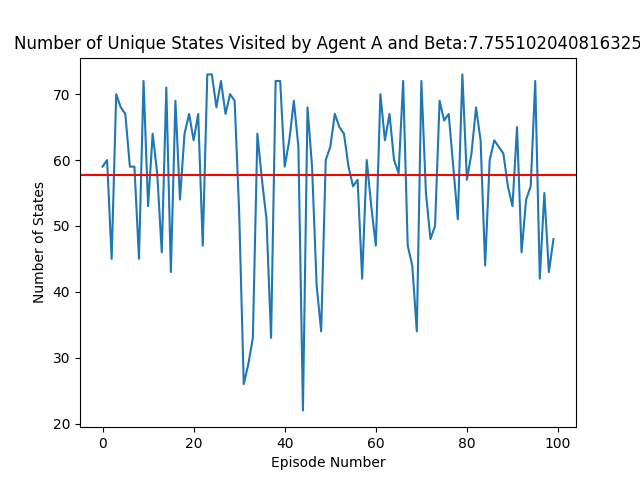 Number of Unique States Visited by Agent A and Beta:7.755102040816325
70
60
50
40
30
20
Number of States
0 20 40 60 80 100
Episode Number